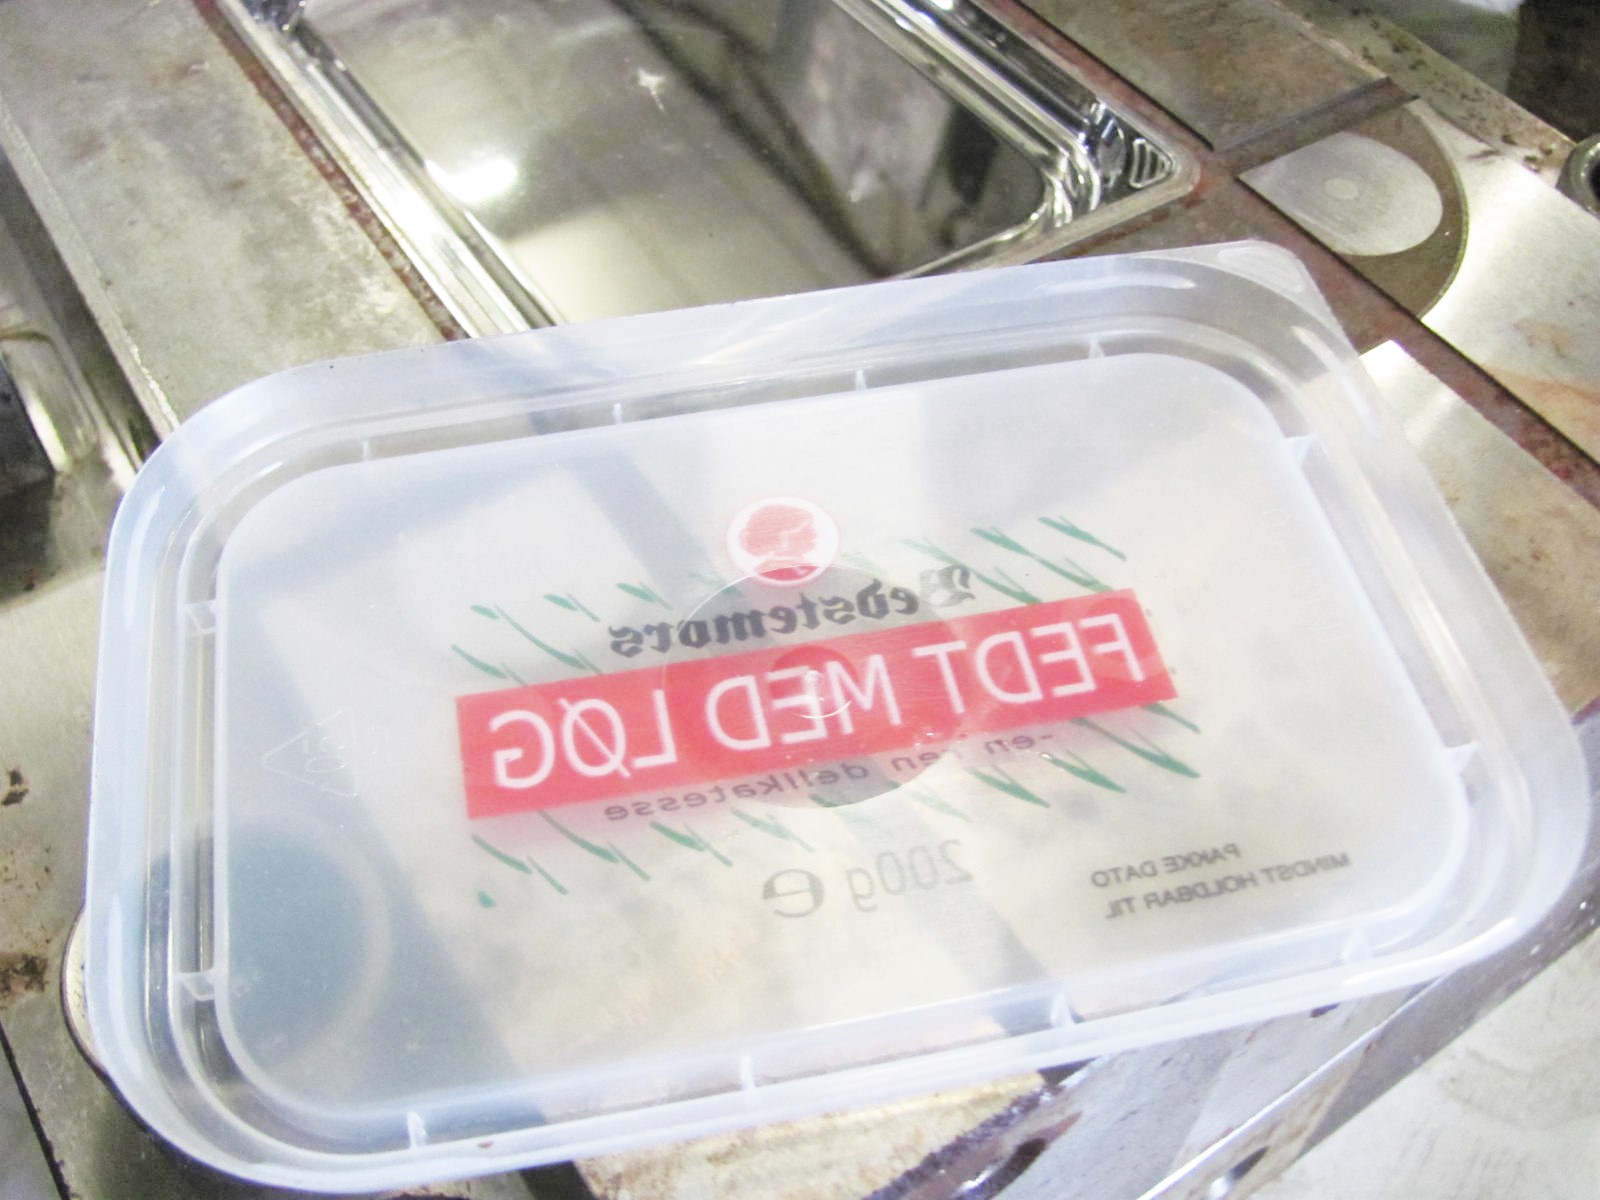 Bedstemors
FEDT MED LØG
-en ren delikatesse
200g e
PAKKE DATO
MINDST HOLDBAR TIL